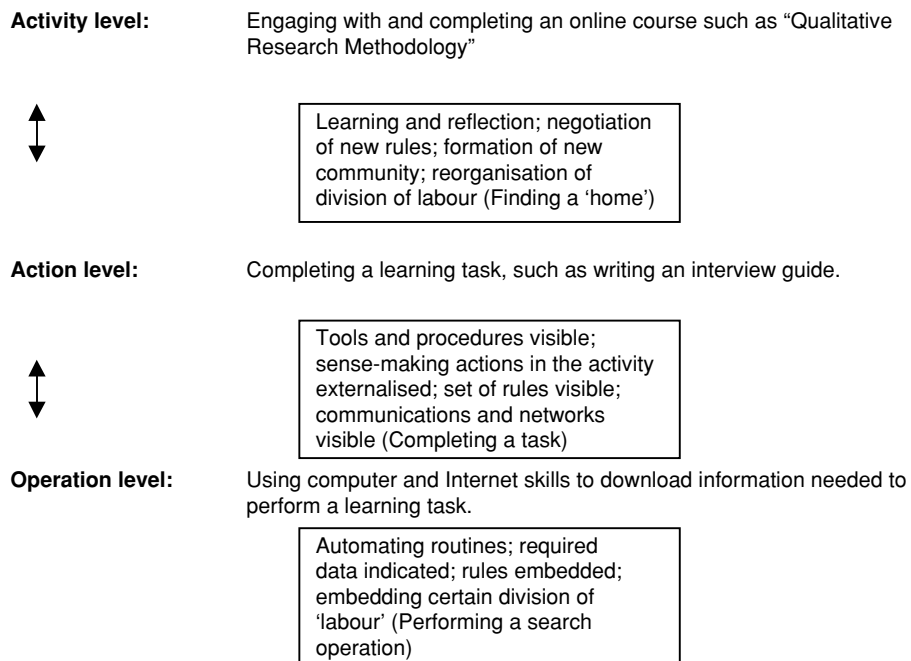 Activity level: Engaging with and completing an online course such as “Qualitative
Research Methodology”
Learning and reflection; negotiation
of new rules; formation of new
community; reorganisation of
division of labour (Finding a ‘home’)
Action level: Completing a learning task, such as writing an interview guide.
Tools and procedures visible;
sense-making actions in the activity
externalised; set of rules visible;
communications and networks
visible (Completing a task)
Operation level: Using computer and Internet skills to download information needed to
perform a learning task.
Automating routines; required
data indicated; rules embedded;
embedding certain division of
‘labour’ (Performing a search
operation)